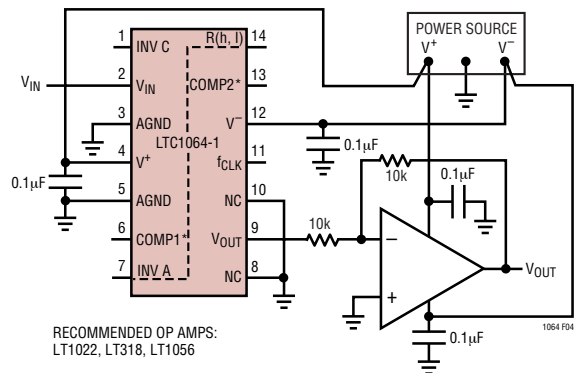 POWER SOURCE
V+ V–
1 INV C R(h, I) 14
VIN 2 VIN COMP2* 13
3 AGND V– 12
LTC1064-1
4 V+ fCLK 11
0.1µF
0.1µF
10k
5 AGND NC 10
0.1µF
6 COMP1* VOUT 9
10k
–
7 INV A NC 8
+
VOUT
0.1µF
1064 F04
RECOMMENDED OP AMPS:
LT1022, LT318, LT1056